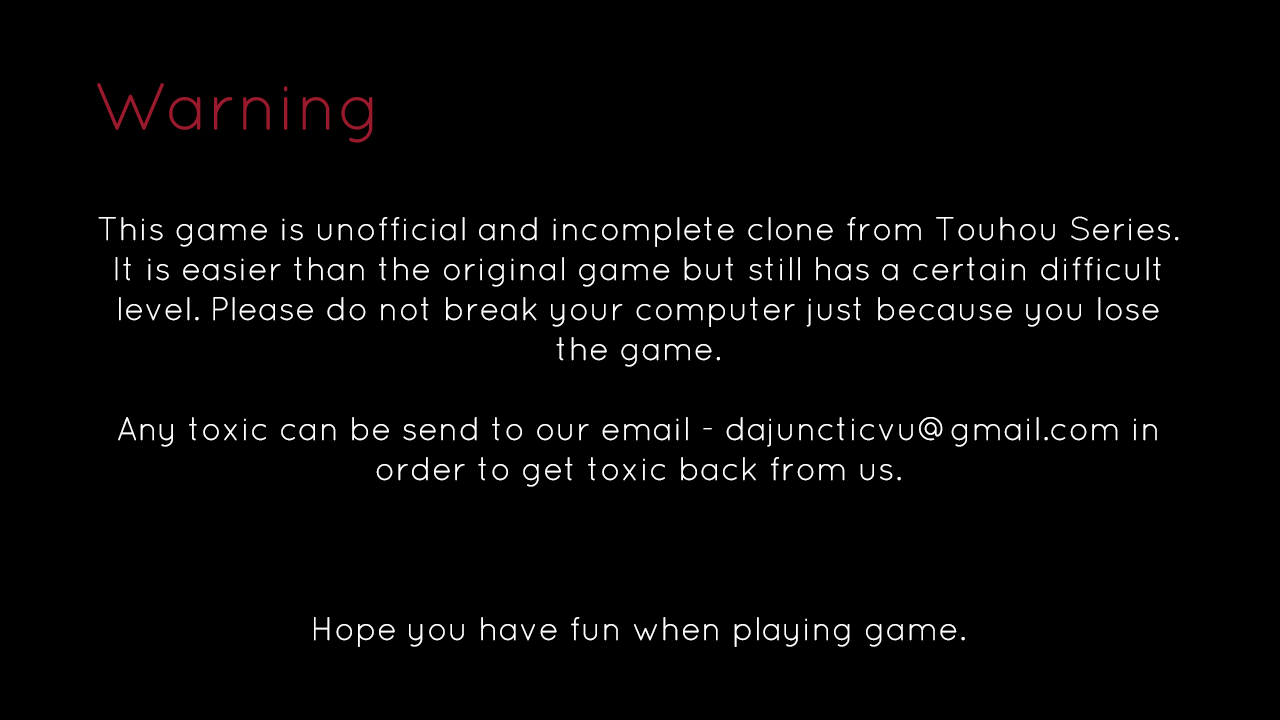 Warning
This game is unofficial and incomplete clone from Touhou Series.
It is easier than the original game but still has a certain difficult
level. Please do not break your computer just because you lose
the game.
Any toxic can be send to our email - dajuncticvu@gmail.com in
order to get toxic back from us.
Hope you have fun when playing game.